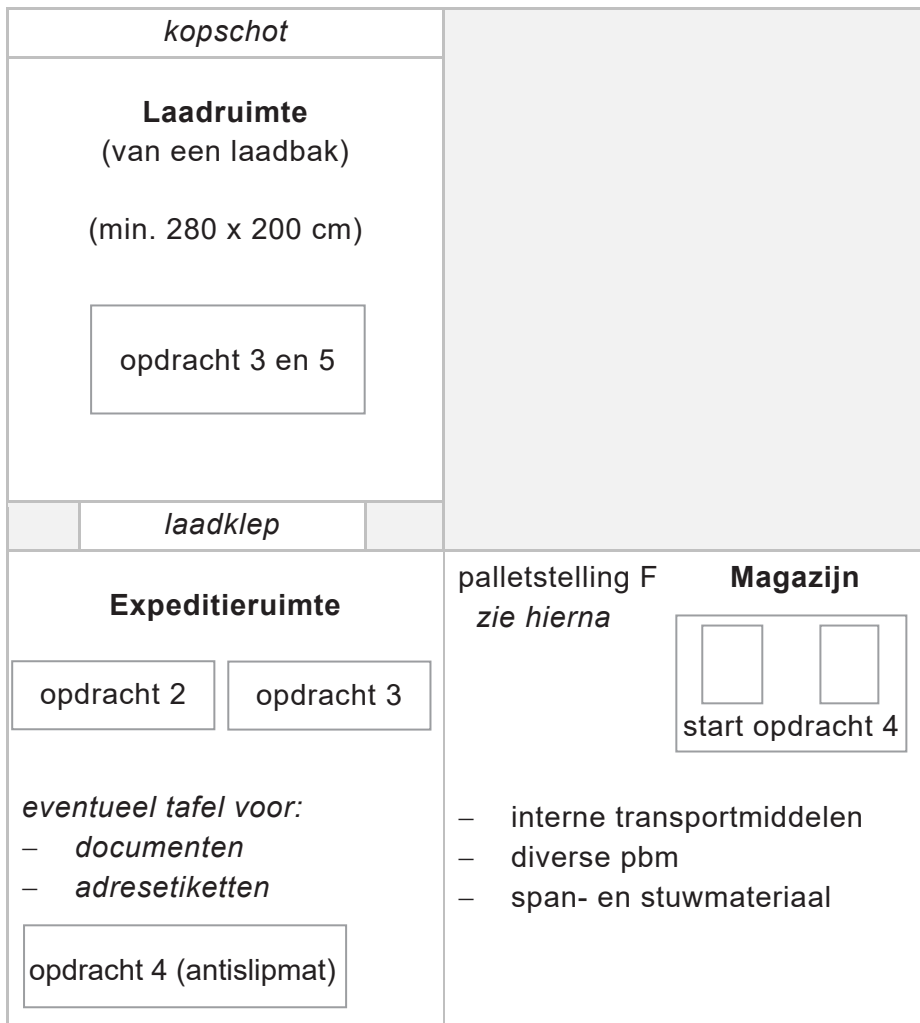 kopschot
Laadruimte
(van een laadbak)
(min. 280 x 200 cm)
opdracht 3 en 5
laadklep
Expeditieruimte
opdracht 2
opdracht 3
eventueel tafel voor:
– documenten
– adresetiketten
opdracht 4 (antislipmat)
palletstelling F
zie hierna
Magazijn
start opdracht 4
– interne transportmiddelen
– diverse pbm
– span- en stuwmateriaal